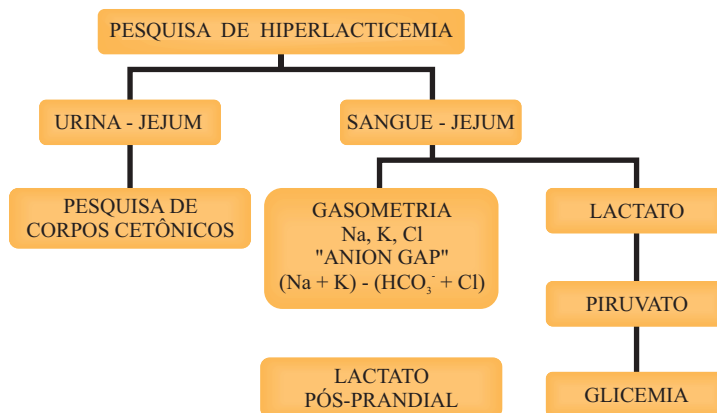 PESQUISA DE HIPERLACTICEMIA
URINA - JEJUM
SANGUE - JEJUM
PESQUISA DE
CORPOS CETÔNICOS
GASOMETRIA
Na, K, Cl
"ANION GAP"
(Na + K) - (HCO₃⁻ + Cl)
LACTATO
PIRUVATO
LACTATO
PÓS-PRANDIAL
GLICEMIA